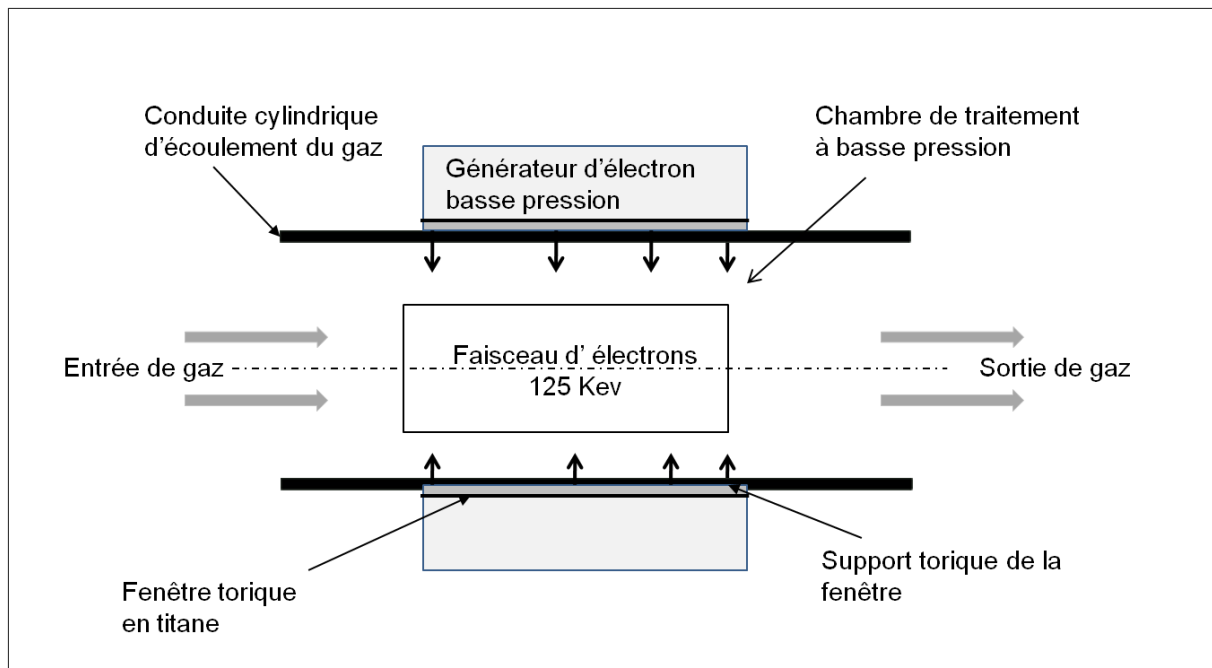 Conduite cylindrique
d'écoulement du gaz
Chambre de traitement
à basse pression
Générateur d'électron
basse pression
Entrée de gaz
Faisceau d' électrons
125 Kev
Sortie de gaz
Fenêtre torique
en titane
Support torique de la
fenêtre